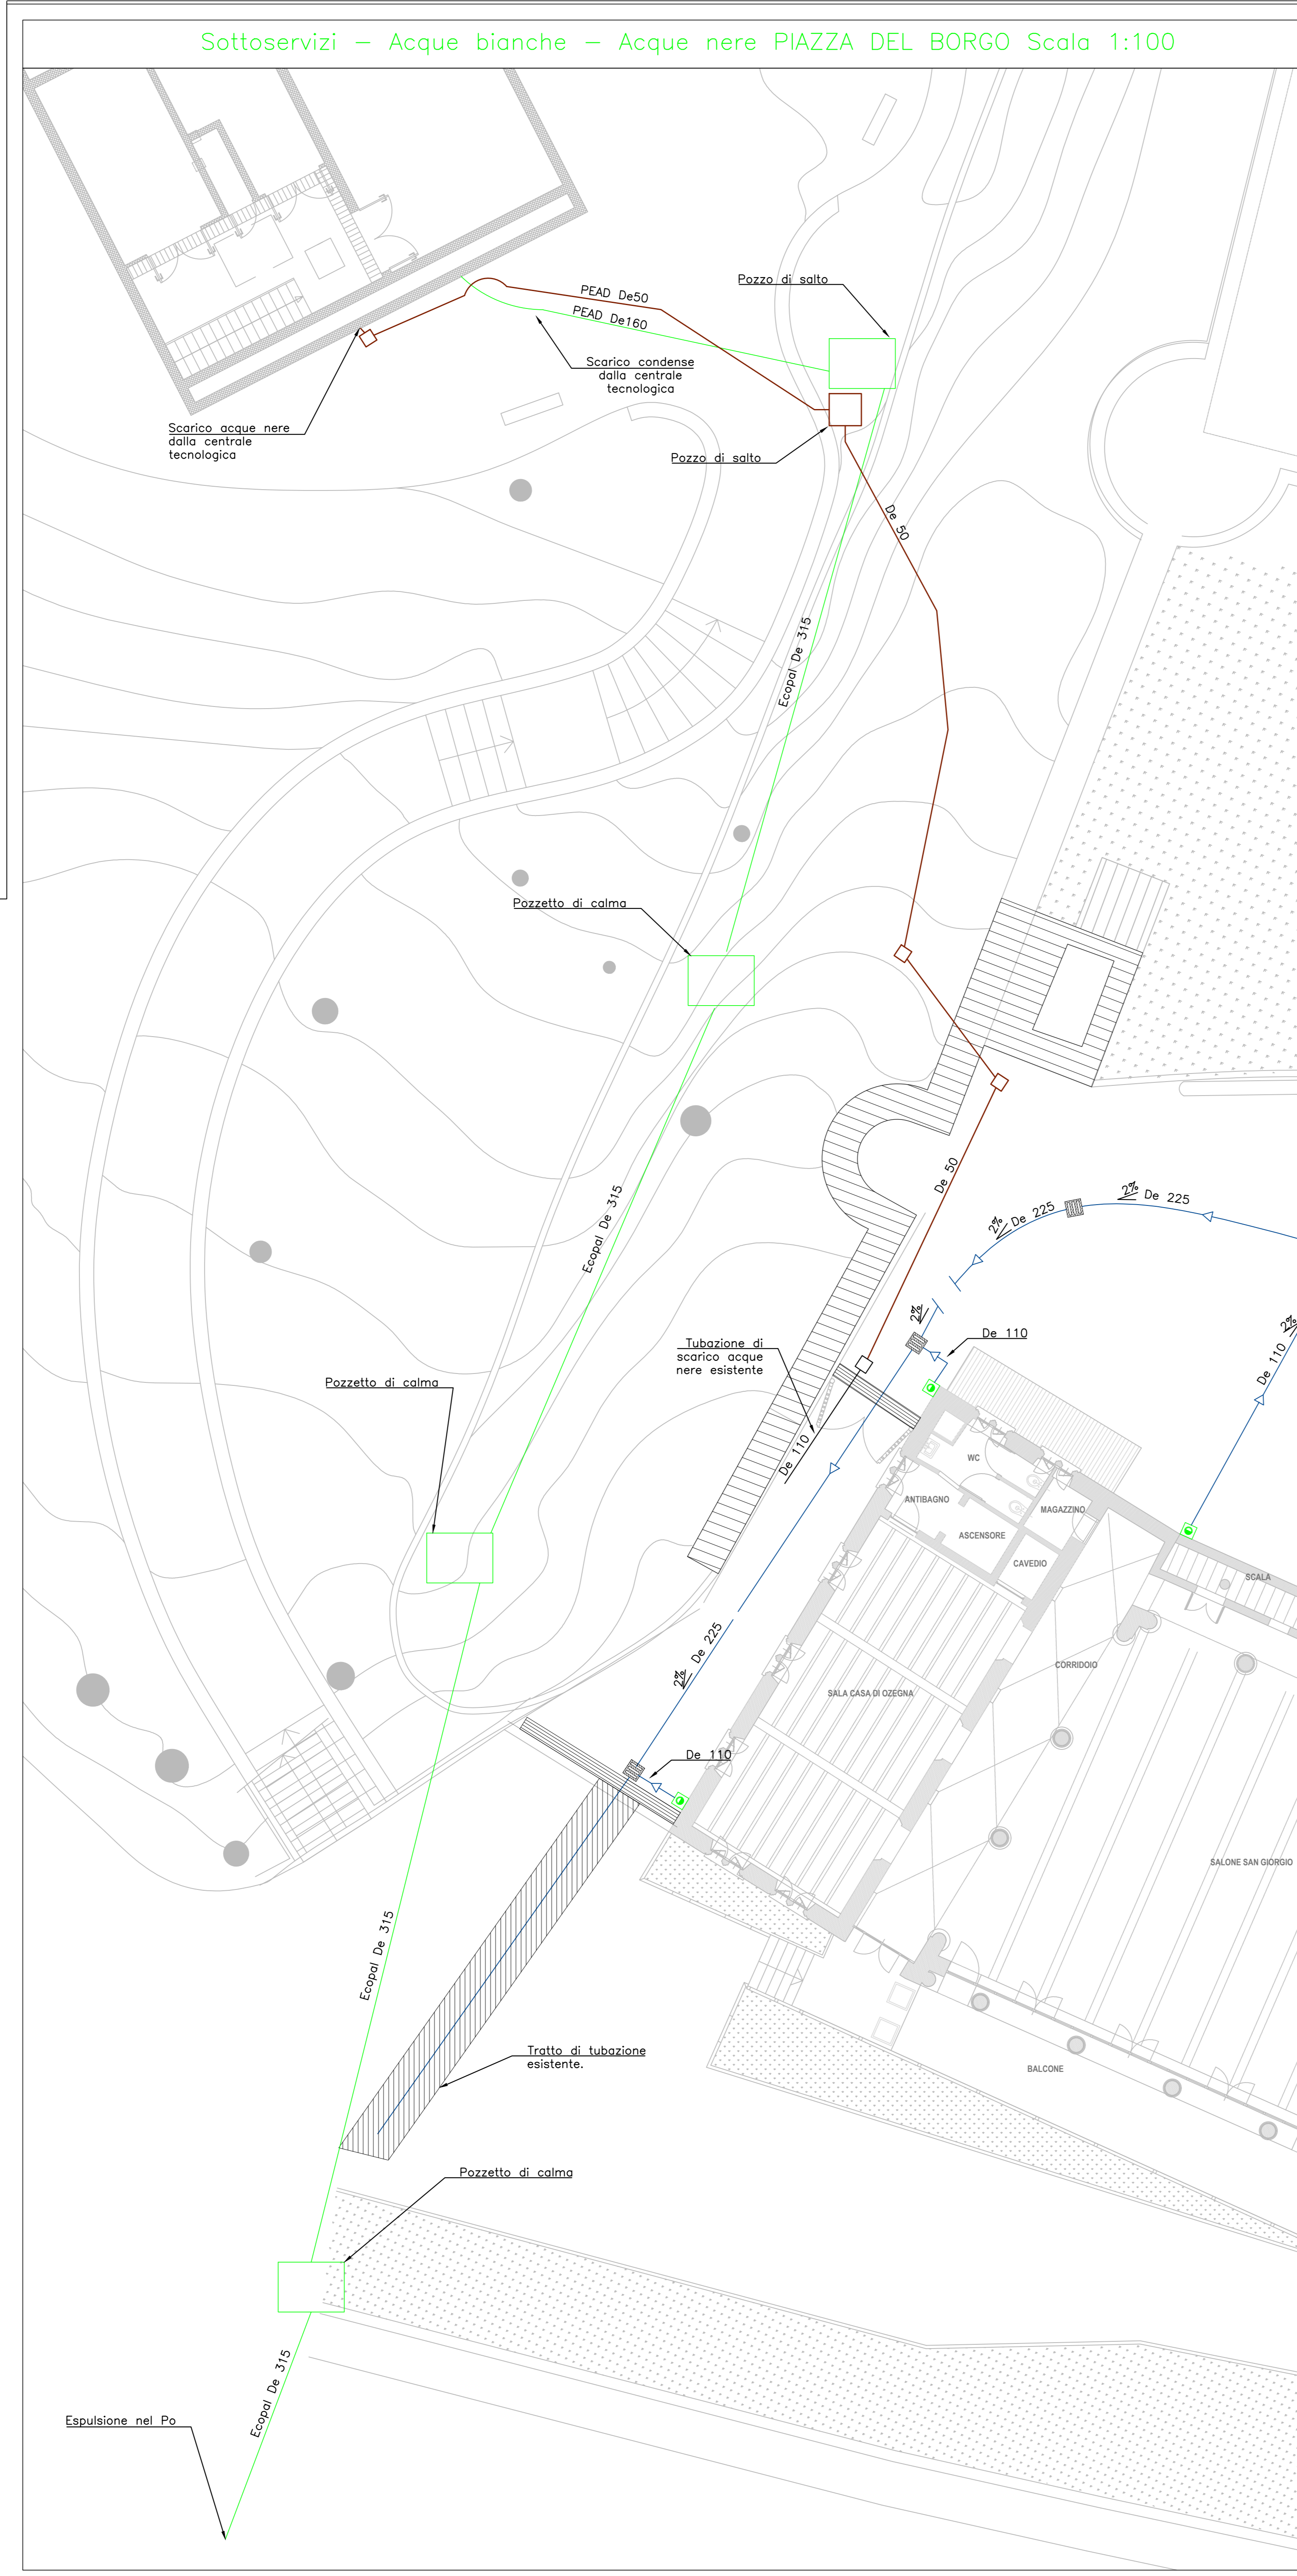 Sottoservizi – Acque bianche – Acque nere PIAZZA DEL BORGO Scala 1:100
Pozzo di salto
PEAD De50
PEAD De160
Scarico condense
dalla centrale
tecnologica
Scarico acque nere
dalla centrale
tecnologica
Pozzo di salto
De 50
Ecopal De 315
Pozzetto di calma
De 50
Ecopal De 315
2%
De 225
2%
De 225
2%
De 110
2%
De 110
Tubazione di
scarico acque
nere esistente
Pozzetto di calma
De 110
WC
ANTIBAGNO
MAGAZZINO
ASCENSORE
CAVEDIO
SCALA
2%
De 225
CORRIDOIO
SALA CASA DI OZEGNA
De 110
SALONE SAN GIORGIO
Ecopal De 315
Tratto di tubazione
esistente.
BALCONE
Pozzetto di calma
Ecopal De 315
Espulsione nel Po